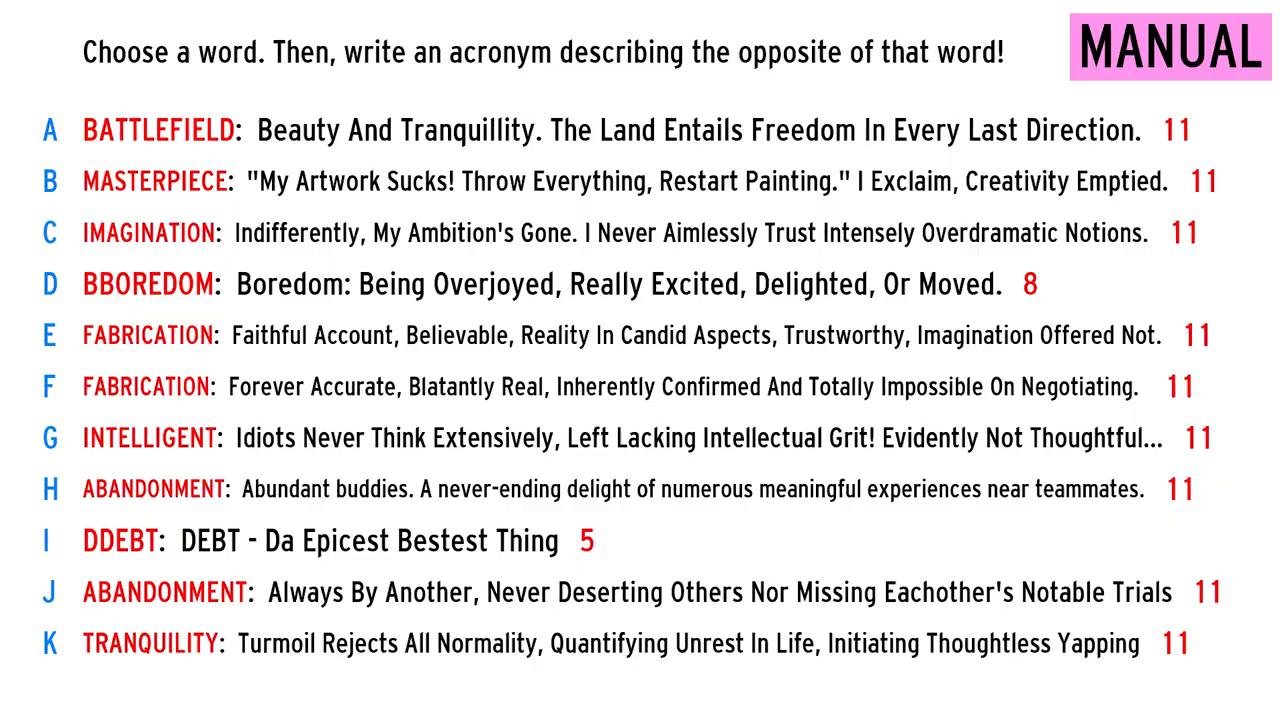 Choose a word. Then, write an acronym describing the opposite of that word! MANUAL
A BATTLEFIELD: Beauty And Tranquillity. The Land Entails Freedom In Every Last Direction. 11
B MASTERPIECE: "My Artwork Sucks! Throw Everything, Restart Painting." I Exclaim, Creativity Emptied. 11
C IMAGINATION: Indifferently, My Ambition's Gone. I Never Aimlessly Trust Intensely Overdramatic Notions. 11
D BBOREDOM: Boredom: Being Overjoyed, Really Excited, Delighted, Or Moved. 8
E FABRICATION: Faithful Account, Believable, Reality In Candid Aspects, Trustworthy, Imagination Offered Not. 11
F FABRICATION: Forever Accurate, Blatantly Real, Inherently Confirmed And Totally Impossible On Negotiating. 11
G INTELLIGENT: Idiots Never Think Extensively, Left Lacking Intellectual Grit! Evidently Not Thoughtful... 11
H ABANDONMENT: Abundant buddies. A never-ending delight of numerous meaningful experiences near teammates. 11
I DDEBT: DEBT - Da Epicest Bestest Thing 5
J ABANDONMENT: Always By Another, Never Deserting Others Nor Missing Eachother's Notable Trials 11
K TRANQUILITY: Turmoil Rejects All Normality, Quantifying Unrest In Life, Initiating Thoughtless Yapping 11